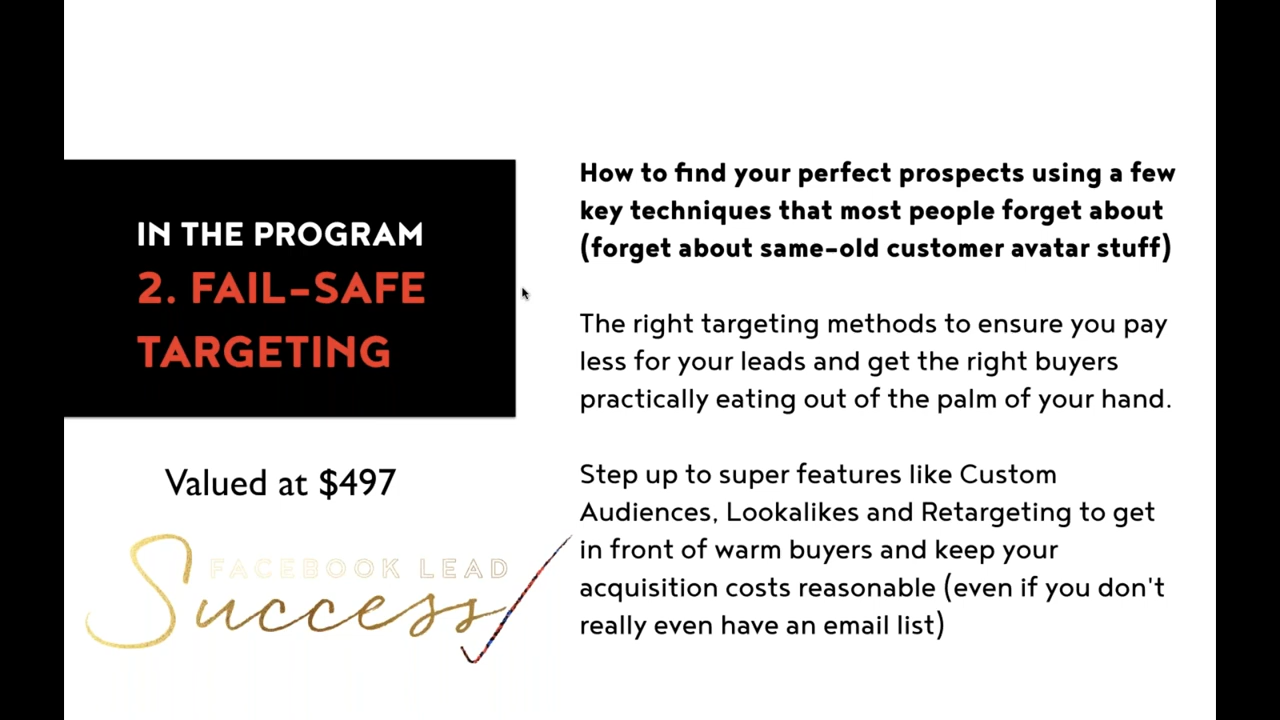 IN THE PROGRAM
2. FAIL-SAFE
TARGETING
Valued at $497
FACEBOOK LEAD
Success
How to find your perfect prospects using a few
key techniques that most people forget about
(forget about same-old customer avatar stuff)
The right targeting methods to ensure you pay
less for your leads and get the right buyers
practically eating out of the palm of your hand.
Step up to super features like Custom
Audiences, Lookalikes and Retargeting to get
in front of warm buyers and keep your
acquisition costs reasonable (even if you don't
really even have an email list)